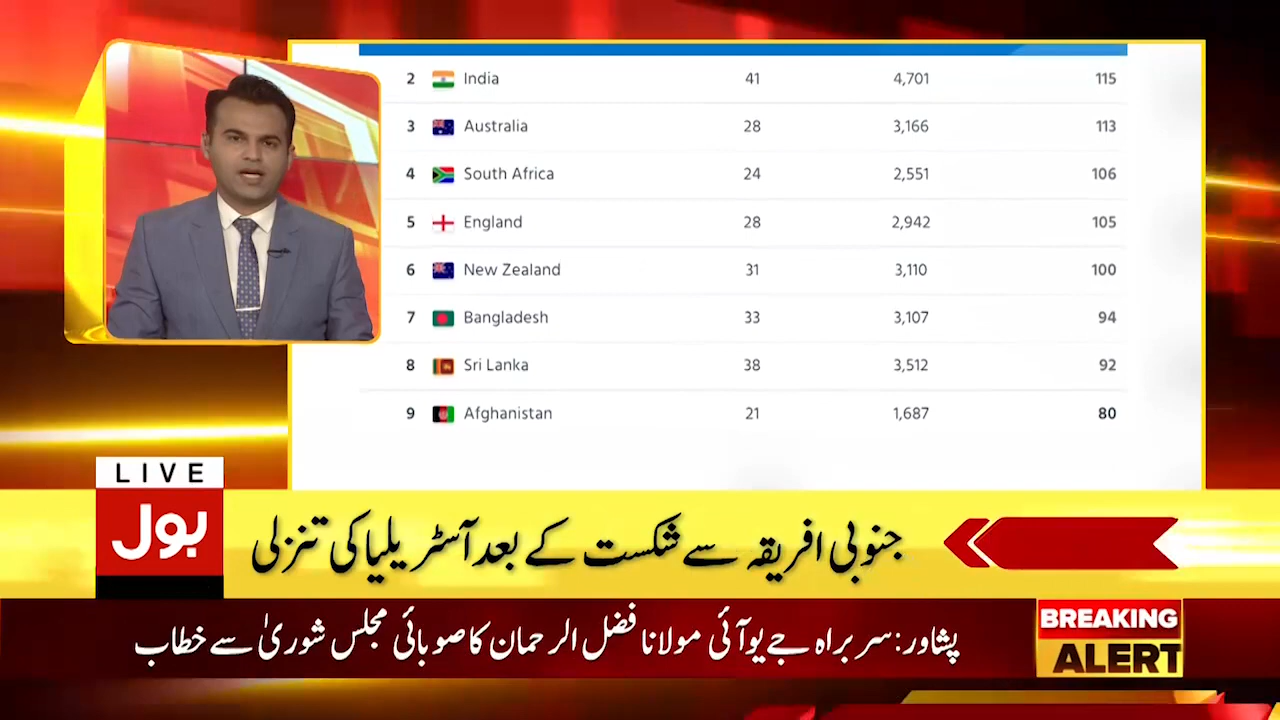 2 India 41 4,701 115
3 Australia 28 3,166 113
4 South Africa 24 2,551 106
5 England 28 2,942 105
6 New Zealand 31 3,110 100
7 Bangladesh 33 3,107 94
8 Sri Lanka 38 3,512 92
9 Afghanistan 21 1,687 80
LIVE
بول
جنوبی افریقہ سے شکست کے بعد آسٹریلیا کی تنزلی
پشاور: سربراہ جے یو آئی مولانا فضل الرحمان کا صوبائی مجلس شوریٰ سے خطاب
BREAKING
ALERT